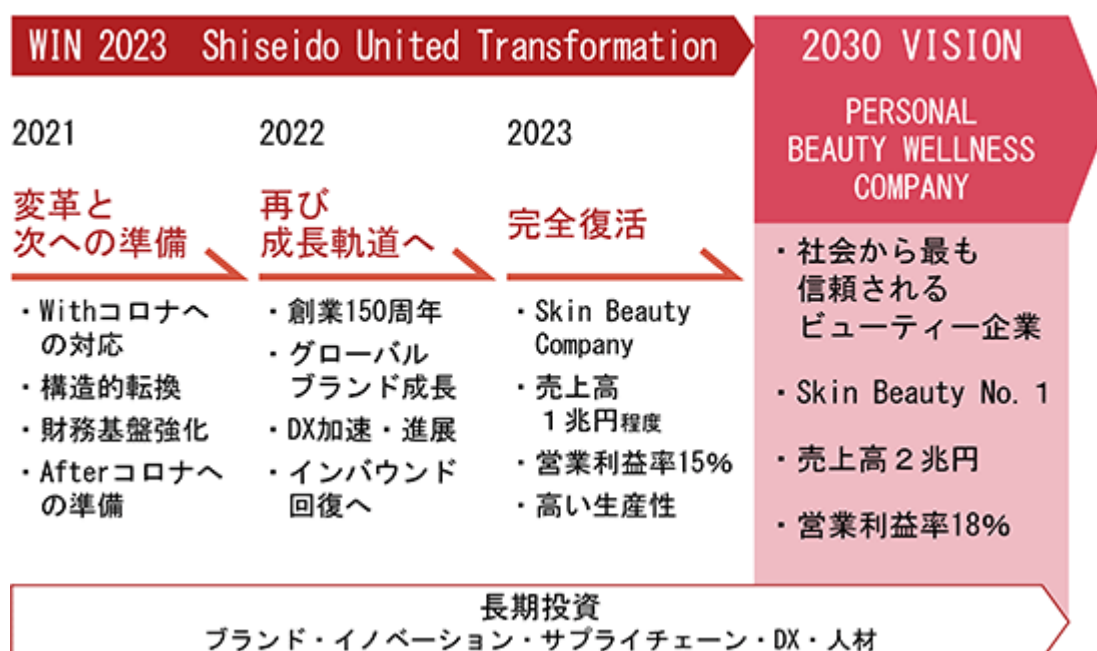 WIN 2023 Shiseido United Transformation
2030 VISION
PERSONAL
BEAUTY WELLNESS
COMPANY
2021
変革と
次への準備
・Withコロナへ
の対応
・構造的転換
・財務基盤強化
・Afterコロナへ
の準備
2022
再び
成長軌道へ
・創業150周年
・グローバル
ブランド成長
・DX加速・進展
・インバウンド
回復へ
2023
完全復活
・Skin Beauty
Company
・売上高
１兆円程度
・営業利益率15%
・高い生産性
・社会から最も
信頼される
ビューティー企業
・Skin Beauty No. 1
・売上高２兆円
・営業利益率18%
長期投資
ブランド・イノベーション・サプライチェーン・DX・人材